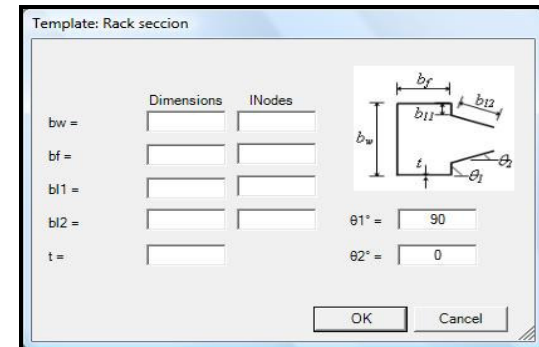 Template: Rack seccion
Dimensions INodes
bw =
bf =
bl1 =
bl2 =
t =
bf
bl1
bl2
bw
t
θ1
θ2
θ1° = 90
θ2° = 0
OK Cancel